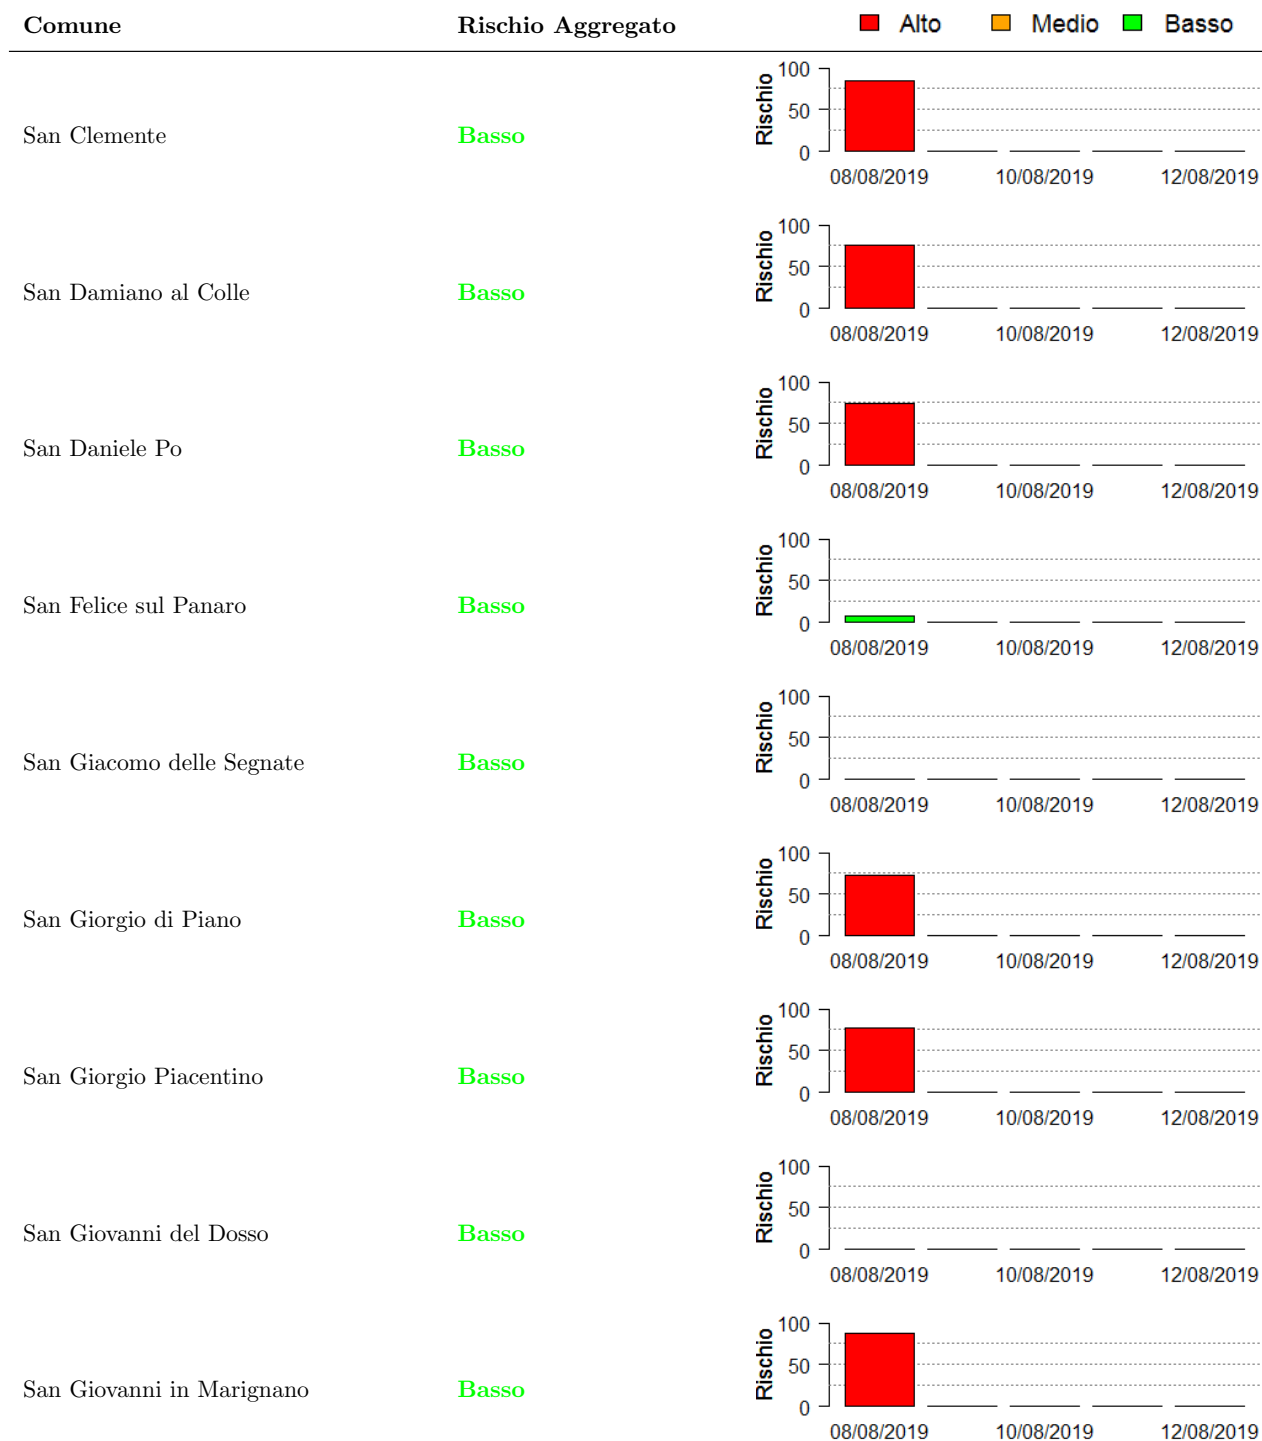 Comune Rischio Aggregato Alto Medio Basso
San Clemente Basso
Rischio
100
50
0
08/08/2019 10/08/2019 12/08/2019
San Damiano al Colle Basso
Rischio
100
50
0
08/08/2019 10/08/2019 12/08/2019
San Daniele Po Basso
Rischio
100
50
0
08/08/2019 10/08/2019 12/08/2019
San Felice sul Panaro Basso
Rischio
100
50
0
08/08/2019 10/08/2019 12/08/2019
San Giacomo delle Segnate Basso
Rischio
100
50
0
08/08/2019 10/08/2019 12/08/2019
San Giorgio di Piano Basso
Rischio
100
50
0
08/08/2019 10/08/2019 12/08/2019
San Giorgio Piacentino Basso
Rischio
100
50
0
08/08/2019 10/08/2019 12/08/2019
San Giovanni del Dosso Basso
Rischio
100
50
0
08/08/2019 10/08/2019 12/08/2019
San Giovanni in Marignano Basso
Rischio
100
50
0
08/08/2019 10/08/2019 12/08/2019